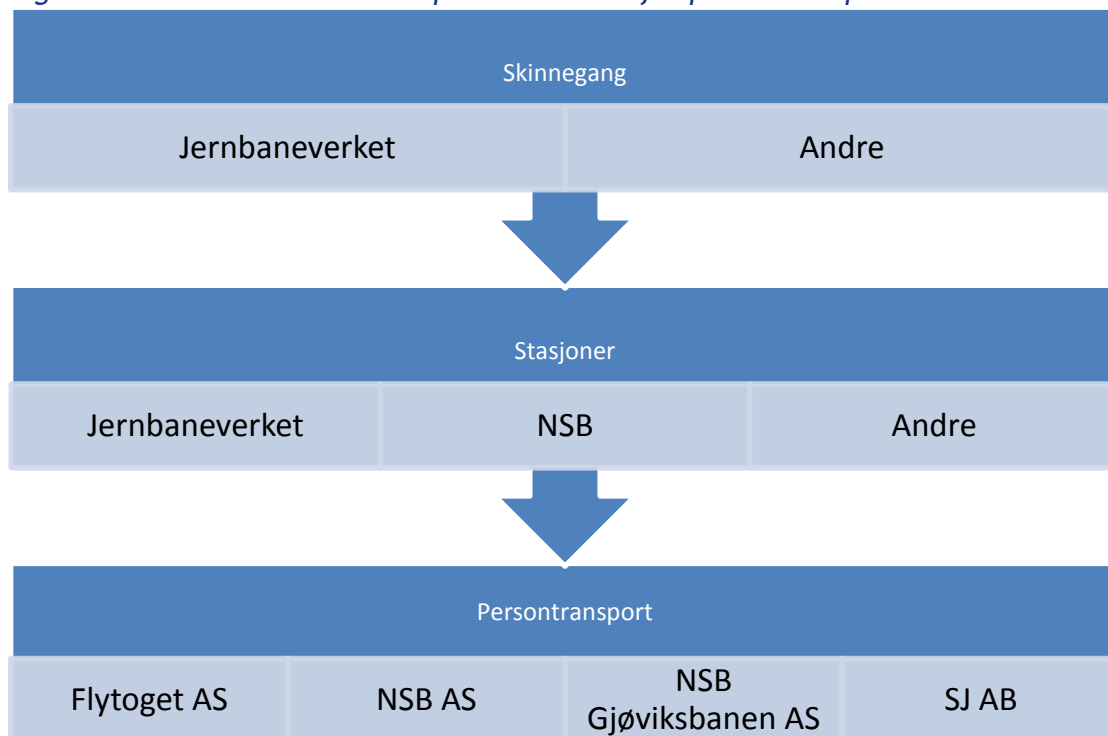 Skinnegang
Jernbaneverket Andre
Stasjoner
Jernbaneverket NSB Andre
Persontransport
Flytoget AS NSB AS NSB Gjøviksbanen AS SJ AB